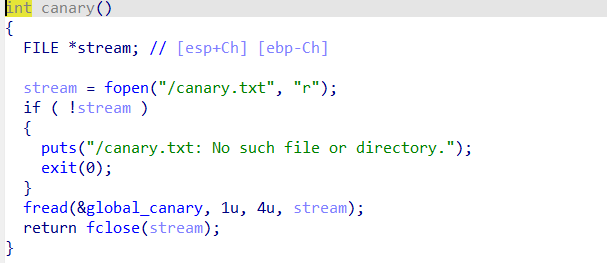 int canary()
{
FILE *stream; // [esp+Ch] [ebp-Ch]
stream = fopen("/canary.txt", "r");
if ( !stream )
{
puts("/canary.txt: No such file or directory.");
exit(0);
}
fread(&global_canary, 1u, 4u, stream);
return fclose(stream);
}